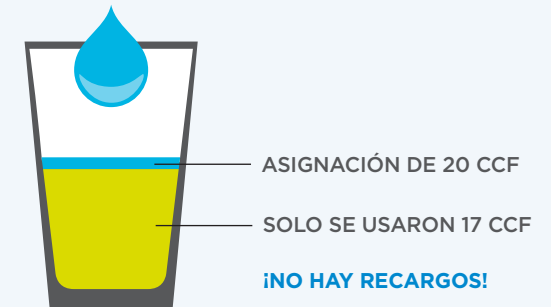 ASIGNACIÓN DE 20 CCF
SOLO SE USARON 17 CCF
¡NO HAY RECARGOS!